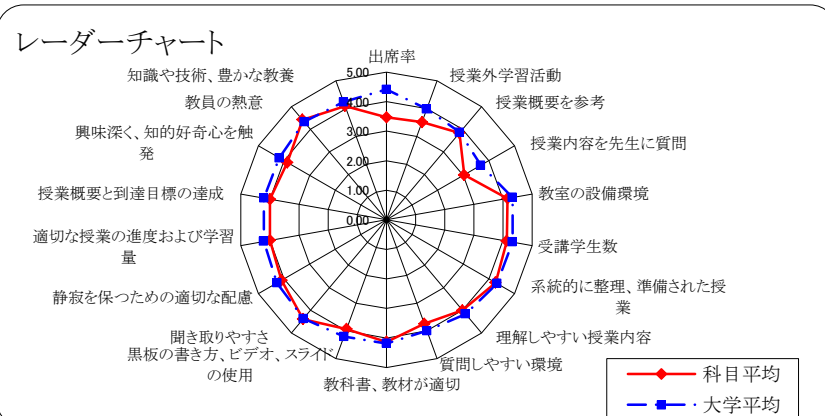 レーダーチャート
出席率
授業外学習活動
授業概要を参考
授業内容を先生に質問
教室の設備環境
受講学生数
系統的に整理、準備された授
業
理解しやすい授業内容
質問しやすい環境
教科書、教材が適切
黒板の書き方、ビデオ、スライド
の使用
聞き取りやすさ
静寂を保つための適切な配慮
適切な授業の進度および学習
量
授業概要と到達目標の達成
興味深く、知的好奇心を触
発
教員の熱意
知識や技術、豊かな教養
5.00
4.00
3.00
2.00
1.00
0.00
科目平均
大学平均